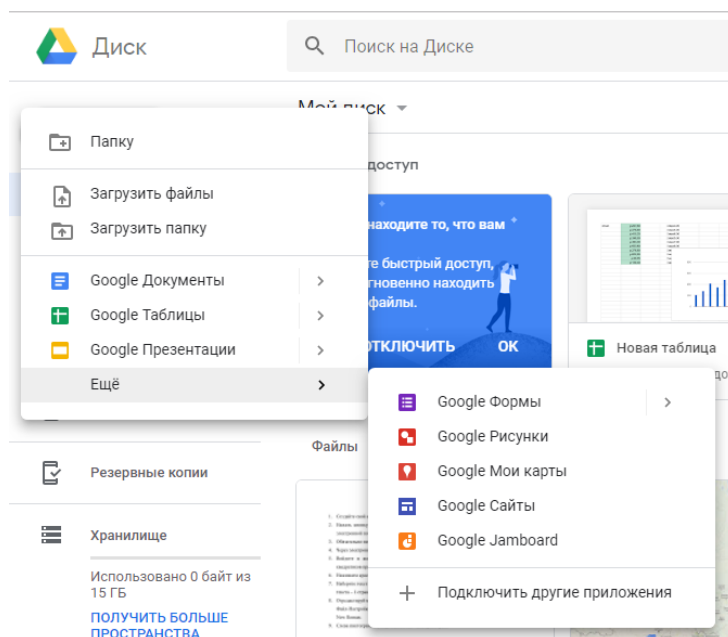 Диск
Поиск на Диске
Мой диск
Папку
доступ
Загрузить файлы
Загрузить папку
находите то, что вам
быстрый доступ,
находить
файлы.
ОТКЛЮЧИТЬ ОК
Google Документы
Google Таблицы
Google Презентации
Ещё
Новая таблица
Google Формы
Google Рисунки
Google Мои карты
Google Сайты
Google Jamboard
Подключить другие приложения
Файлы
Резервные копии
Хранилище
Использовано 0 байт из
15 ГБ
ПОЛУЧИТЬ БОЛЬШЕ
ПРОСТРАНСТВА